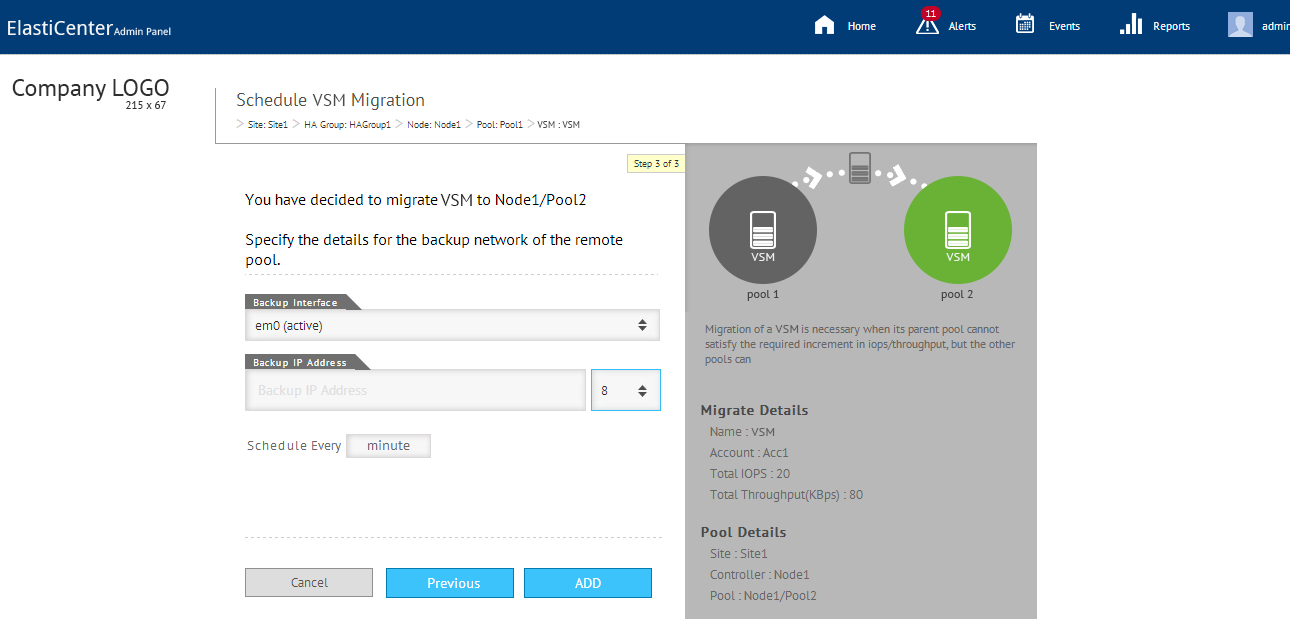 ElastiCenter Admin Panel
Home
11
Alerts
Events
Reports
admin
Company LOGO
215 x 67
Schedule VSM Migration
> Site: Site1 > HA Group: HAGroup1 > Node: Node1 > Pool: Pool1 > VSM : VSM
Step 3 of 3
You have decided to migrate VSM to Node1/Pool2
Specify the details for the backup network of the remote
pool.
Backup Interface
em0 (active)
Backup IP Address
Backup IP Address
8
Schedule Every minute
Cancel
Previous
ADD
VSM
VSM
pool 1
pool 2
Migration of a VSM is necessary when its parent pool cannot
satisfy the required increment in iops/throughput, but the other
pools can
Migrate Details
Name : VSM
Account : Acc1
Total IOPS : 20
Total Throughput(KBps) : 80
Pool Details
Site : Site1
Controller : Node1
Pool : Node1/Pool2